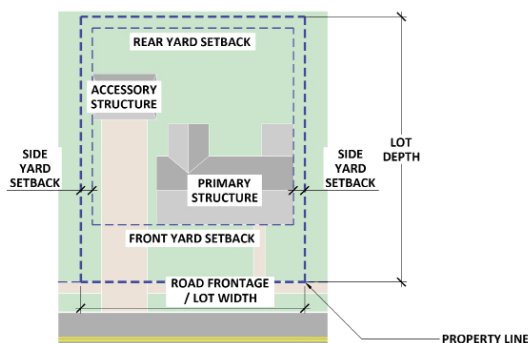 REAR YARD SETBACK
ACCESSORY
STRUCTURE
LOT
DEPTH
SIDE
YARD
SETBACK
SIDE
YARD
SETBACK
PRIMARY
STRUCTURE
FRONT YARD SETBACK
ROAD FRONTAGE
/ LOT WIDTH
PROPERTY LINE